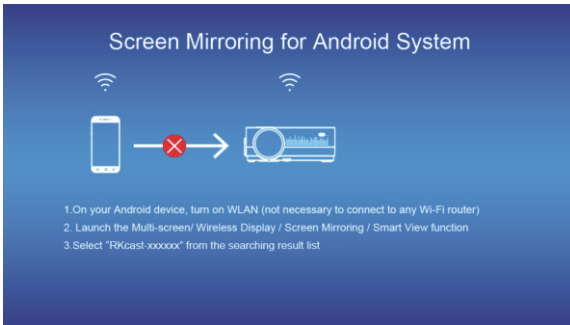 Screen Mirroring for Android System
1.On your Android device, turn on WLAN (not necessary to connect to any Wi-Fi router)
2. Launch the Multi-screen/ Wireless Display / Screen Mirroring / Smart View function
3.Select "RKcast-xxxxxx" from the searching result list